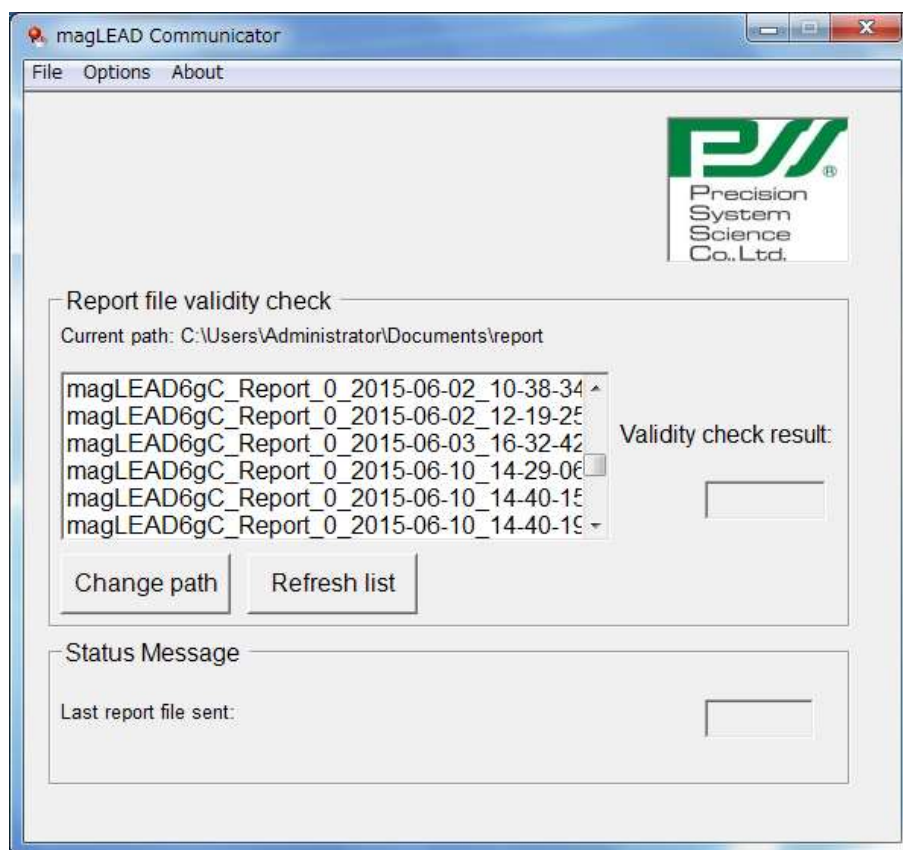 magLEAD Communicator
File Options About
PSS®
Precision
System
Science
Co.,Ltd.
Report file validity check
Current path: C:\Users\Administrator\Documents\report
magLEAD6gC_Report_0_2015-06-02_10-38-34
magLEAD6gC_Report_0_2015-06-02_12-19-25
magLEAD6gC_Report_0_2015-06-03_16-32-42
magLEAD6gC_Report_0_2015-06-10_14-29-06
magLEAD6gC_Report_0_2015-06-10_14-40-15
magLEAD6gC_Report_0_2015-06-10_14-40-19
Validity check result:
Change path Refresh list
Status Message
Last report file sent: